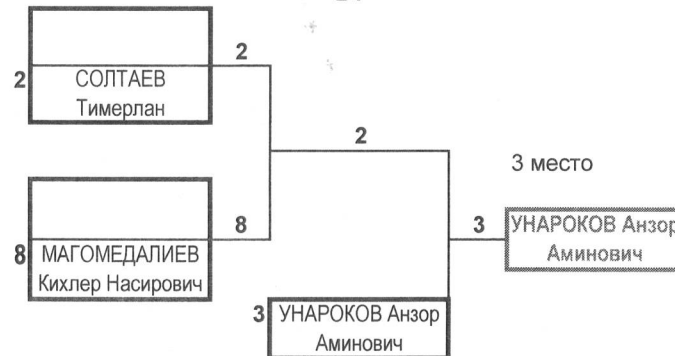 2
2
СОЛТАЕВ
Тимерлан
2
3 место
8
3
УНАРОКОВ Анзор
Аминович
8
МАГОМЕДАЛИЕВ
Кихлер Насирович
3
УНАРОКОВ Анзор
Аминович